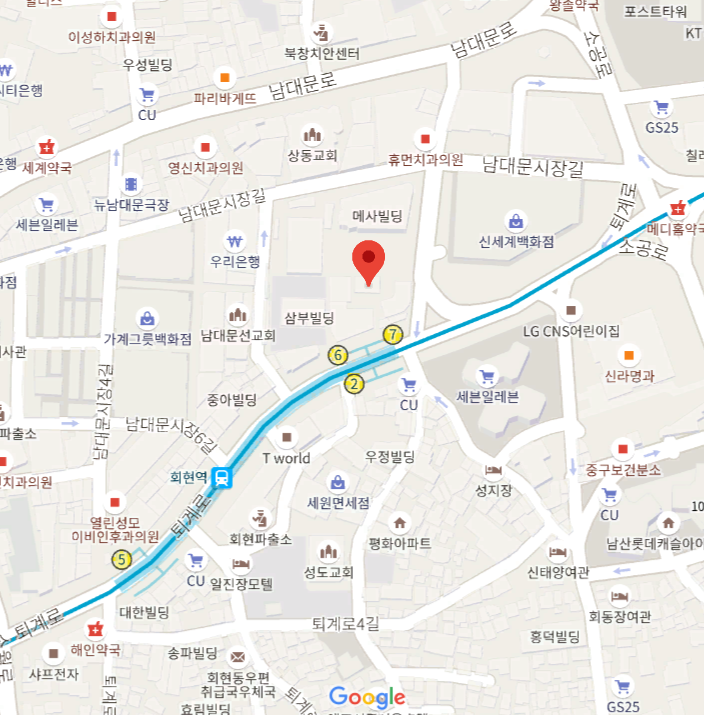 왕솔약국
포스트타워
이성하치과의원
북창치안센터
남대문로
소공로
KT
우성빌딩
파리바게뜨
남대문로
CU
GS25
세계약국
영신치과의원
상동교회
휴먼치과의원
남대문시장길
뉴남대문극장
남대문시장길
메사빌딩
퇴계로
세븐일레븐
신세계백화점
메디홈약국
우리은행
소공로
삼부빌딩
가계그릇백화점
남대문선교회
7
6
LG CNS어린이집
2
신라명과
남대문시장4길
중아빌딩
CU
세븐일레븐
남대문시장6길
T world
우정빌딩
회현역
성지장
중구보건분소
세원면세점
CU
열린성모
이비인후과의원
퇴계로
회현파출소
평화아파트
남산롯데캐슬아이
5
CU
일진장모텔
성도교회
신태양여관
대한빌딩
회동장여관
퇴계로
퇴계로4길
홍덕빌딩
해인약국
송파빌딩
샤프전자
회현동우편
취급국우체국
Google
GS25
효림빌딩